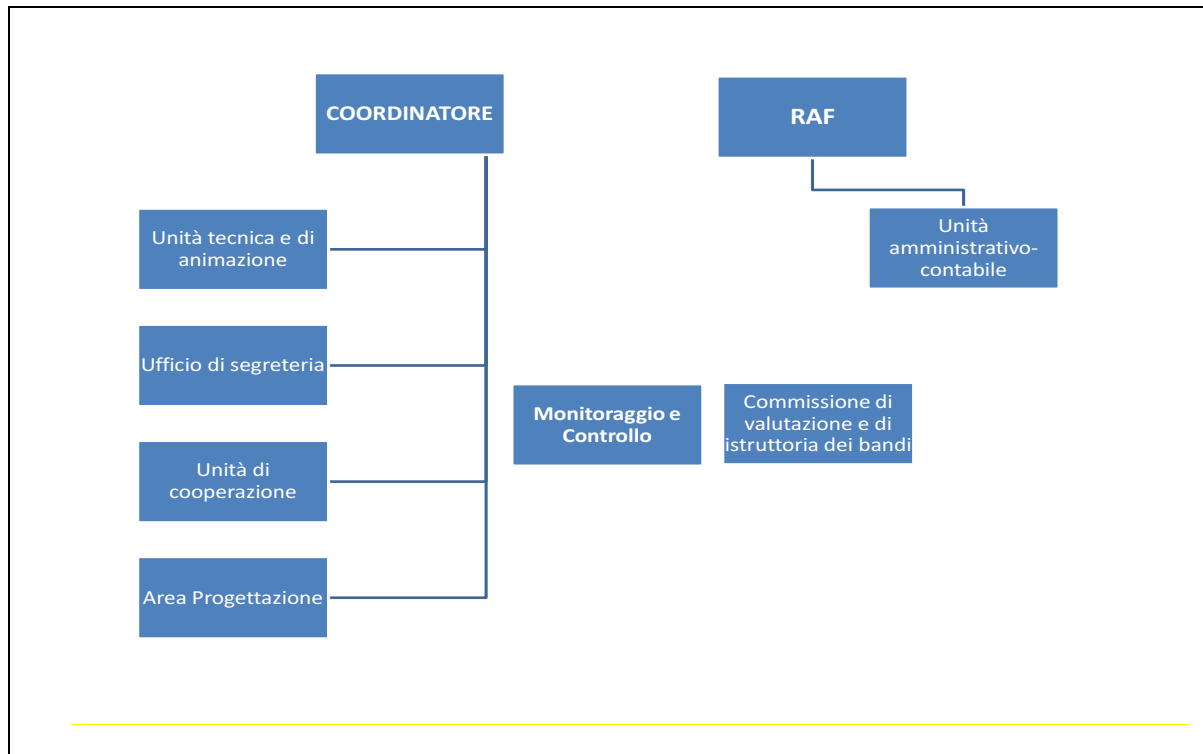 COORDINATORE
RAF
Unità tecnica e di
animazione
Unità
amministrativo-
contabile
Ufficio di segreteria
Monitoraggio e
Controllo
Commissione di
valutazione e di
istruttoria dei bandi
Unità di
cooperazione
Area Progettazione